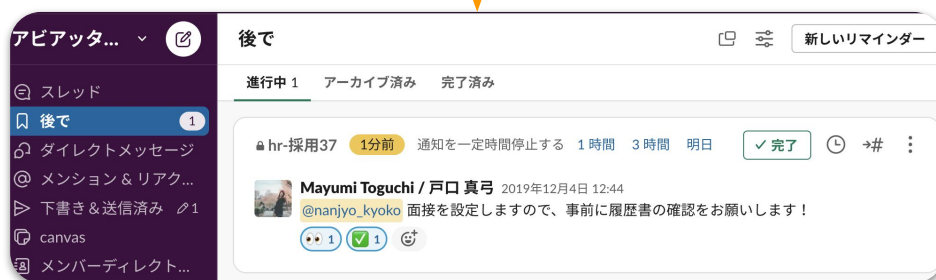 アビアッタ...
スレッド
後で 1
ダイレクトメッセージ
メンション & リアク...
下書き & 送信済み 1
canvas
メンバーディレクト...
後で
新しいリマインダー
進行中 1 アーカイブ済み 完了済み
hr-採用37 1分前 通知を一定時間停止する 1 時間 3 時間 明日 ✓ 完了
Mayumi Toguchi / 戸口 真弓 2019年12月4日 12:44
@nanjyo_kyoko 面接を設定しますので、事前に履歴書の確認をお願いします！
👀 1 ✅ 1